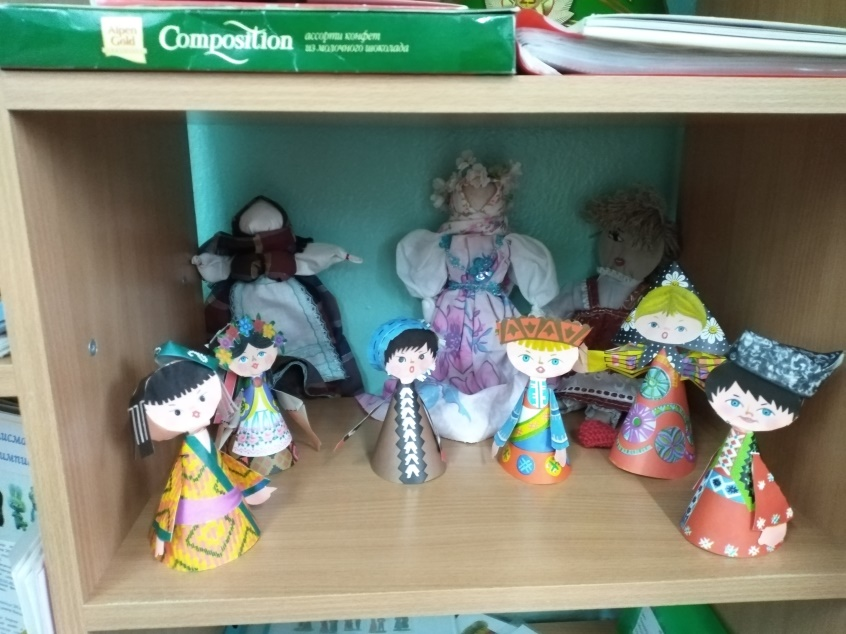 Alpen
Gold
Composition
ассорти конфет
из молочного шоколада